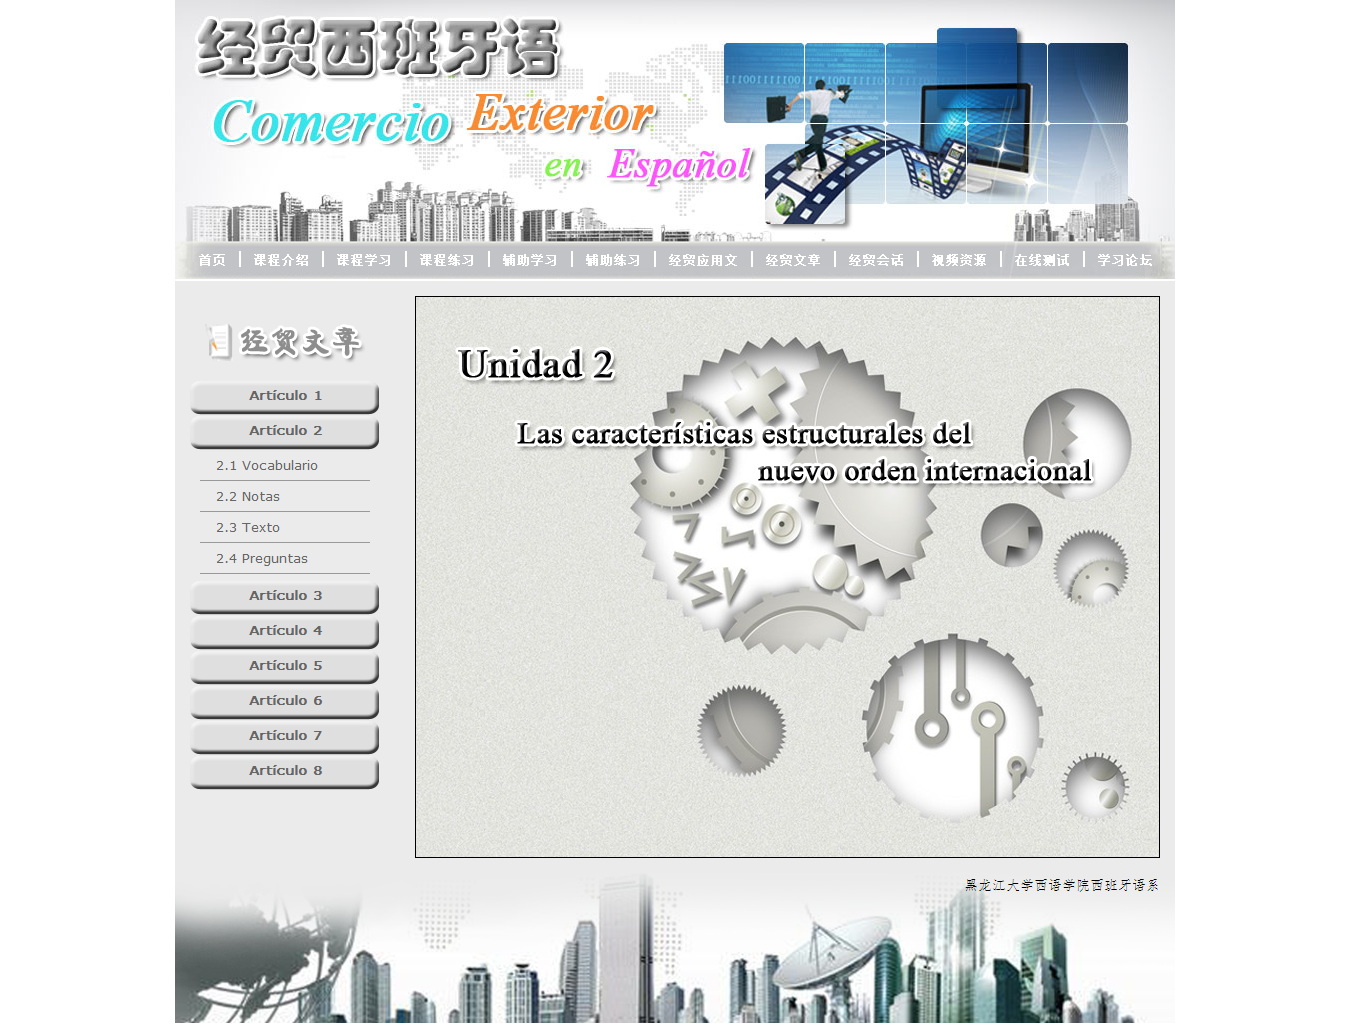 经贸西班牙语
Comercio Exterior
en Español
首页 课程介绍 课程学习 课程练习 辅助学习 辅助练习 经贸应用文 经贸文章 经贸会话 视频资源 在线测试 学习论坛
经贸文章
Artículo 1
Artículo 2
2.1 Vocabulario
2.2 Notas
2.3 Texto
2.4 Preguntas
Artículo 3
Artículo 4
Artículo 5
Artículo 6
Artículo 7
Artículo 8
Unidad 2
Las características estructurales del
nuevo orden internacional
黑龙江大学西语学院西班牙语系